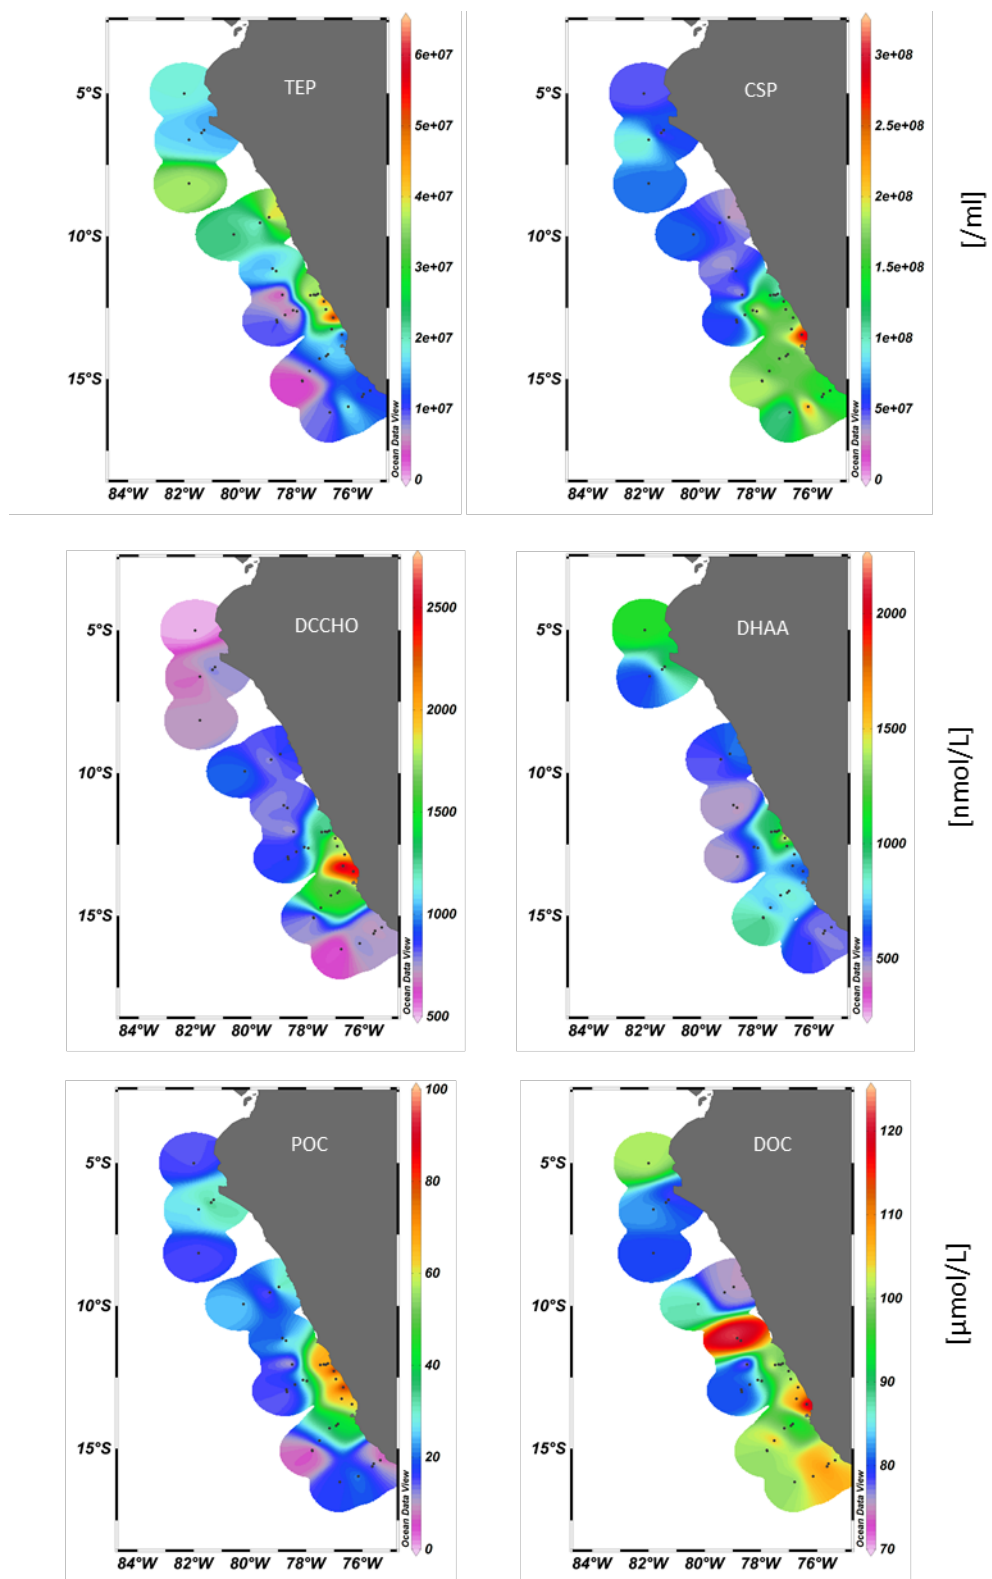 TEP
5°S
10°S
15°S
84°W 82°W 80°W 78°W 76°W
6e+07
5e+07
4e+07
3e+07
2e+07
1e+07
0
Ocean Data View
CSP
5°S
10°S
15°S
84°W 82°W 80°W 78°W 76°W
3e+08
2.5e+08
2e+08
1.5e+08
1e+08
5e+07
0
Ocean Data View
[/ml]
DCCHO
5°S
10°S
15°S
84°W 82°W 80°W 78°W 76°W
2500
2000
1500
1000
500
Ocean Data View
DHAA
5°S
10°S
15°S
84°W 82°W 80°W 78°W 76°W
2000
1500
1000
500
Ocean Data View
[nmol/L]
POC
5°S
10°S
15°S
84°W 82°W 80°W 78°W 76°W
100
80
60
40
20
0
Ocean Data View
DOC
5°S
10°S
15°S
84°W 82°W 80°W 78°W 76°W
120
110
100
90
80
70
Ocean Data View
[µmol/L]